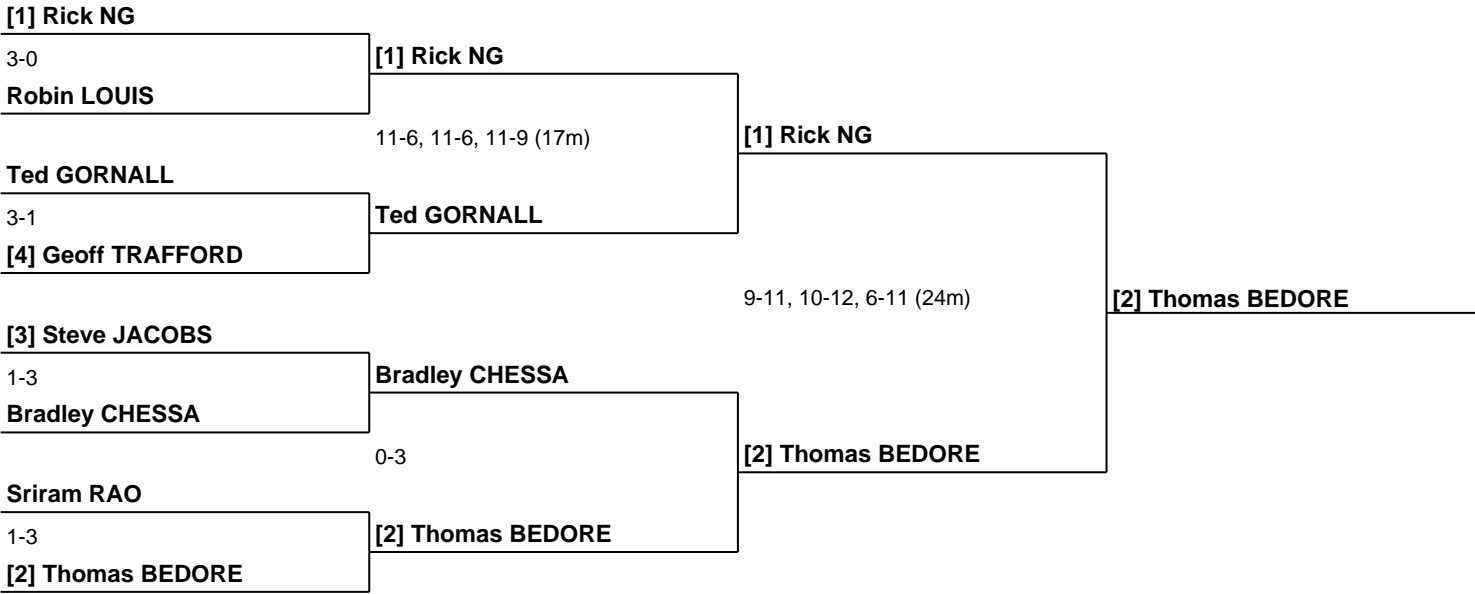 [1] Rick NG
3-0
Robin LOUIS
Ted GORNALL
3-1
[4] Geoff TRAFFORD
[3] Steve JACOBS
1-3
Bradley CHESSA
Sriram RAO
1-3
[2] Thomas BEDORE
[1] Rick NG
11-6, 11-6, 11-9 (17m)
Ted GORNALL
Bradley CHESSA
0-3
[2] Thomas BEDORE
[1] Rick NG
9-11, 10-12, 6-11 (24m)
[2] Thomas BEDORE
[2] Thomas BEDORE